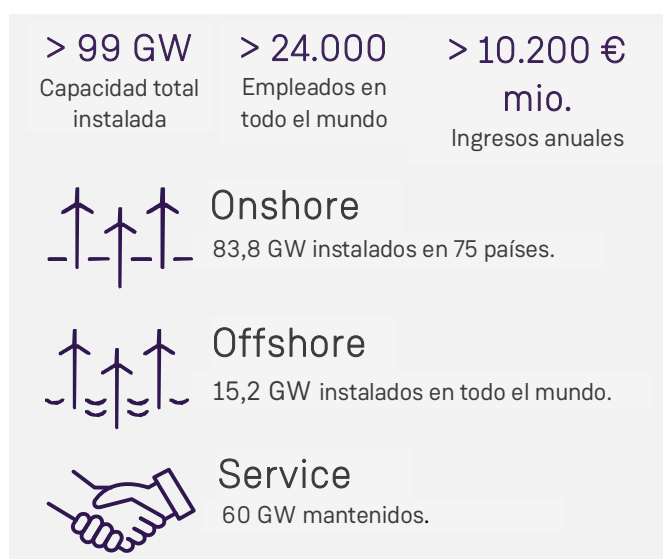 > 99 GW
Capacidad total
instalada
> 24.000
Empleados en
todo el mundo
> 10.200 €
mio.
Ingresos anuales
Onshore
83,8 GW instalados en 75 países.
Offshore
15,2 GW instalados en todo el mundo.
Service
60 GW mantenidos.